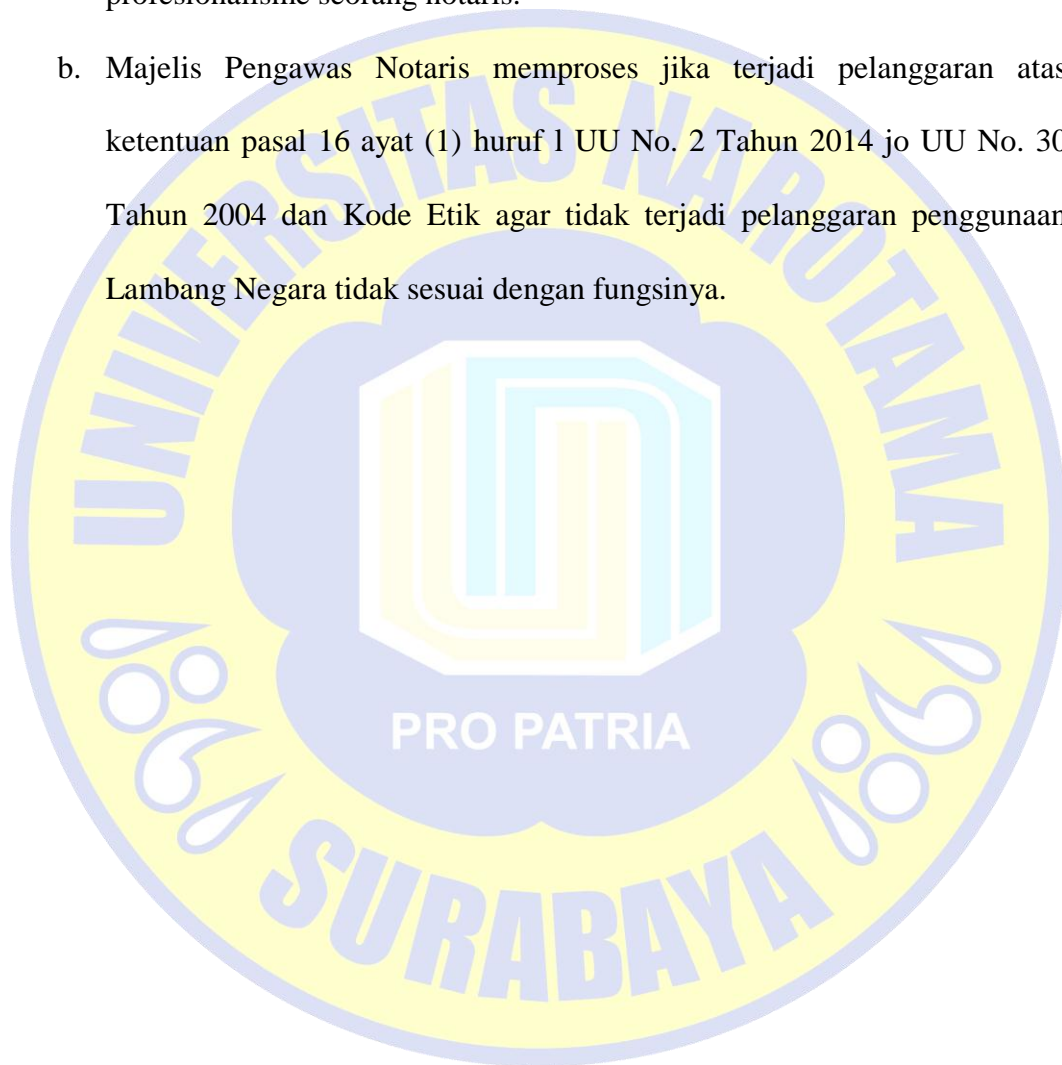 profesionalisme seorang notaris.
b. Majelis Pengawas Notaris memproses jika terjadi pelanggaran atas
ketentuan pasal 16 ayat (1) huruf l UU No. 2 Tahun 2014 jo UU No. 30
Tahun 2004 dan Kode Etik agar tidak terjadi pelanggaran penggunaan
Lambang Negara tidak sesuai dengan fungsinya.
UNIVERSITAS NAROTAMA
PRO PATRIA
SURABAYA